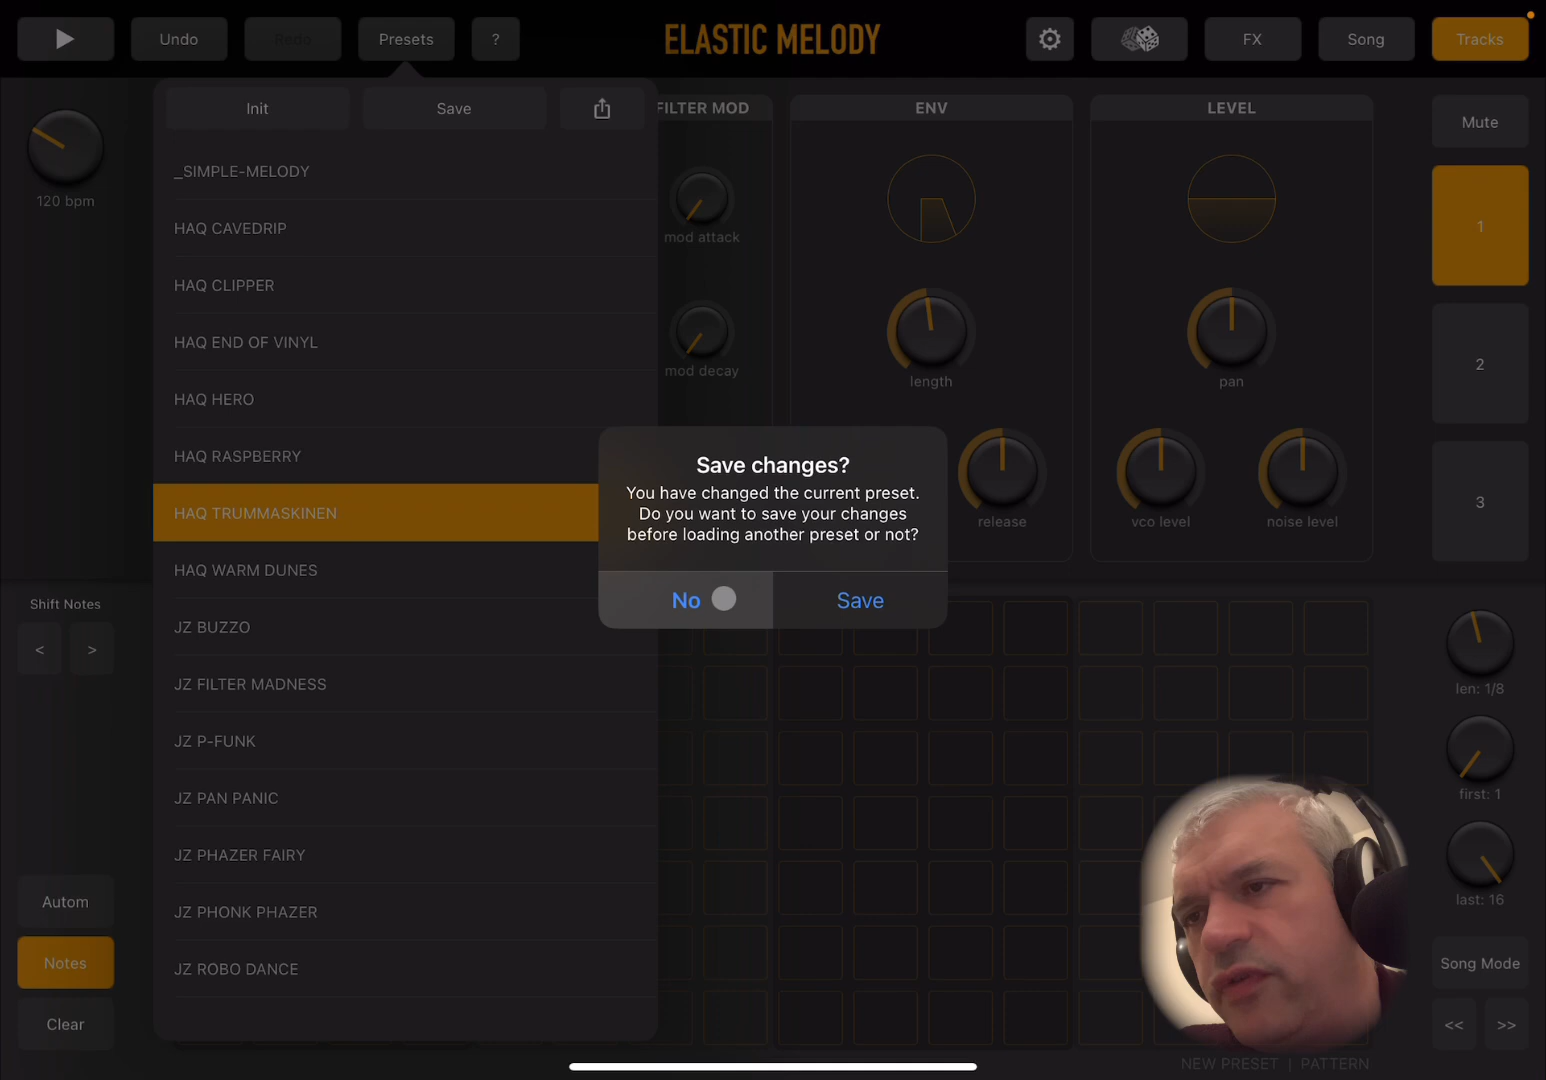 Undo
Redo
Presets
?
ELASTIC MELODY
FX
Song
Tracks
Init
Save
FILTER MOD
ENV
LEVEL
Mute
120 bpm
_SIMPLE-MELODY
HAQ CAVEDRIP
HAQ CLIPPER
HAQ END OF VINYL
HAQ HERO
HAQ RASPBERRY
HAQ TRUMMASKINEN
HAQ WARM DUNES
JZ BUZZO
JZ FILTER MADNESS
JZ P-FUNK
JZ PAN PANIC
JZ PHAZER FAIRY
JZ PHONK PHAZER
JZ ROBO DANCE
mod attack
mod decay
length
pan
release
vco level
noise level
1
2
3
Save changes?
You have changed the current preset.
Do you want to save your changes
before loading another preset or not?
No
Save
Shift Notes
<
>
len: 1/8
first: 1
last: 16
Autom
Notes
Clear
Song Mode
<<
>>
NEW PRESET | PATTERN